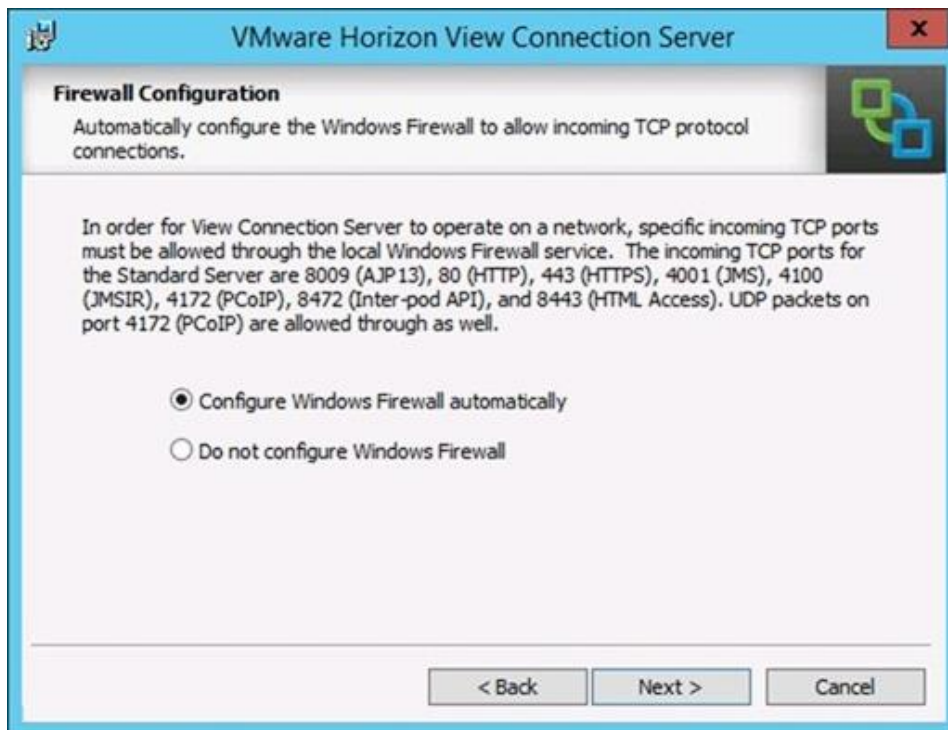 VMware Horizon View Connection Server
x
Firewall Configuration
Automatically configure the Windows Firewall to allow incoming TCP protocol
connections.
In order for View Connection Server to operate on a network, specific incoming TCP ports
must be allowed through the local Windows Firewall service.  The incoming TCP ports for
the Standard Server are 8009 (AJP13), 80 (HTTP), 443 (HTTPS), 4001 (JMS), 4100
(JMSIR), 4172 (PCoIP), 8472 (Inter-pod API), and 8443 (HTML Access). UDP packets on
port 4172 (PCoIP) are allowed through as well.
Configure Windows Firewall automatically
Do not configure Windows Firewall
< Back Next > Cancel